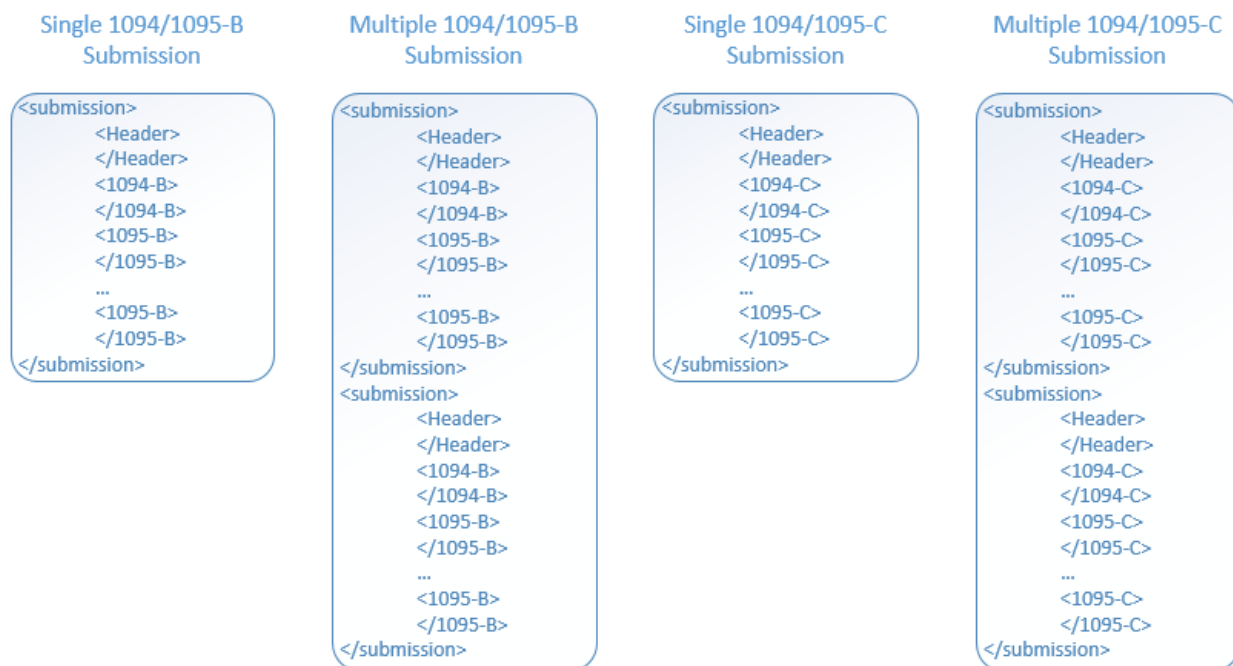 Single 1094/1095-B
Submission
<submission>
<Header>
</Header>
<1094-B>
</1094-B>
<1095-B>
</1095-B>
...
<1095-B>
</1095-B>
</submission>
Multiple 1094/1095-B
Submission
<submission>
<Header>
</Header>
<1094-B>
</1094-B>
<1095-B>
</1095-B>
...
<1095-B>
</1095-B>
</submission>
<submission>
<Header>
</Header>
<1094-B>
</1094-B>
<1095-B>
</1095-B>
...
<1095-B>
</1095-B>
</submission>
Single 1094/1095-C
Submission
<submission>
<Header>
</Header>
<1094-C>
</1094-C>
<1095-C>
</1095-C>
...
<1095-C>
</1095-C>
</submission>
Multiple 1094/1095-C
Submission
<submission>
<Header>
</Header>
<1094-C>
</1094-C>
<1095-C>
</1095-C>
...
<1095-C>
</1095-C>
</submission>
<submission>
<Header>
</Header>
<1094-C>
</1094-C>
<1095-C>
</1095-C>
...
<1095-C>
</1095-C>
</submission>